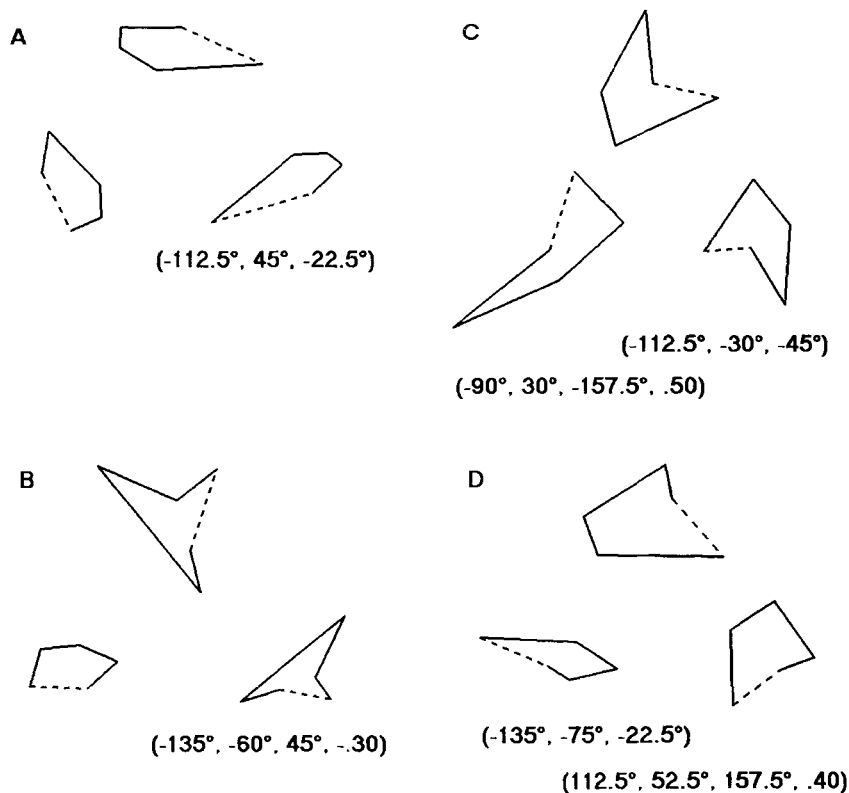 A
(-112.5°, 45°, -22.5°)
C
(-112.5°, -30°, -45°)
(-90°, 30°, -157.5°, .50)
B
(-135°, -60°, 45°, -.30)
D
(-135°, -75°, -22.5°)
(112.5°, 52.5°, 157.5°, .40)